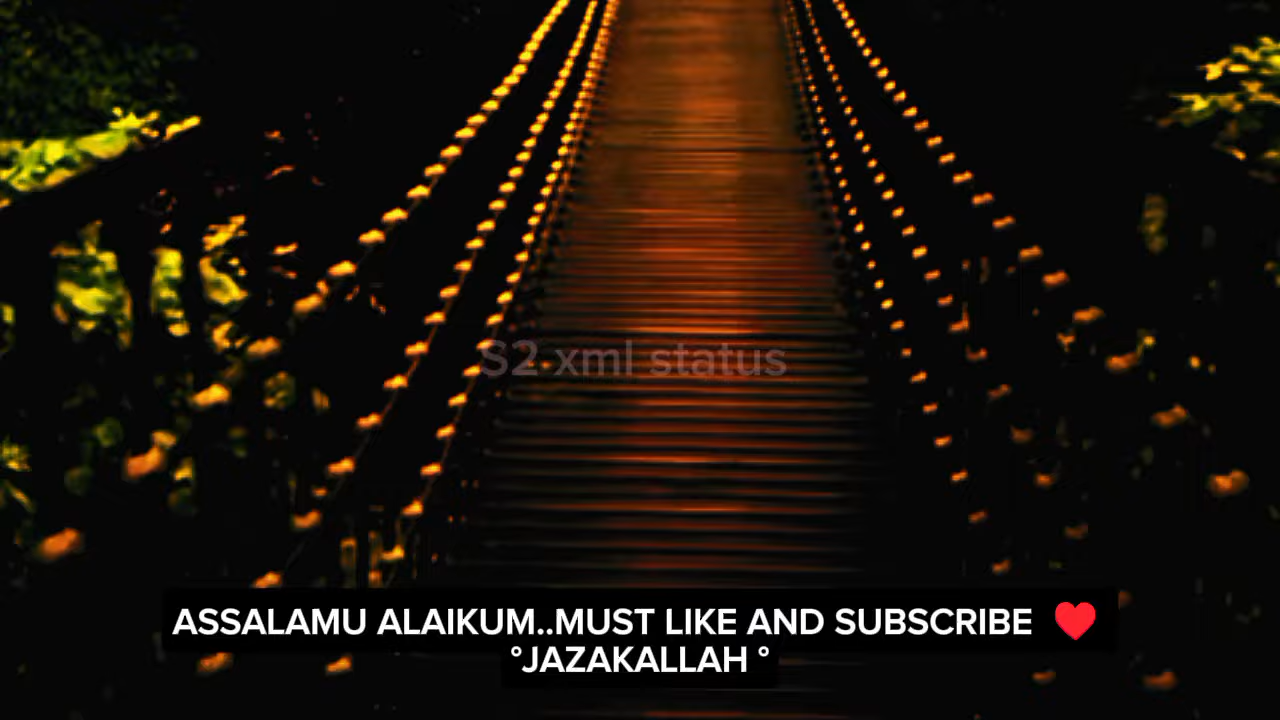 S2 xml status
ASSALAMU ALAIKUM..MUST LIKE AND SUBSCRIBE ♥️
°JAZAKALLAH °